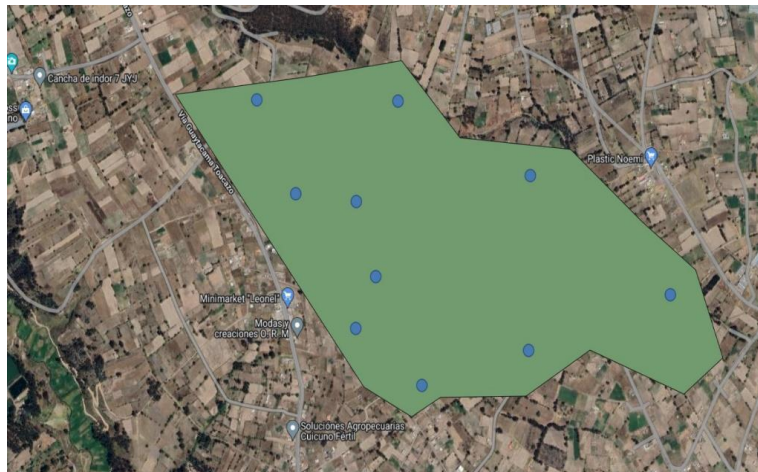 Cancha de indor 7 JYJ
Vía Guaytacama Toacazo
Plastic Noemi
Minimarket "Leonel"
Modas y
creaciones O. R. M
Soluciones Agropecuarias
Cuicuno Fértil